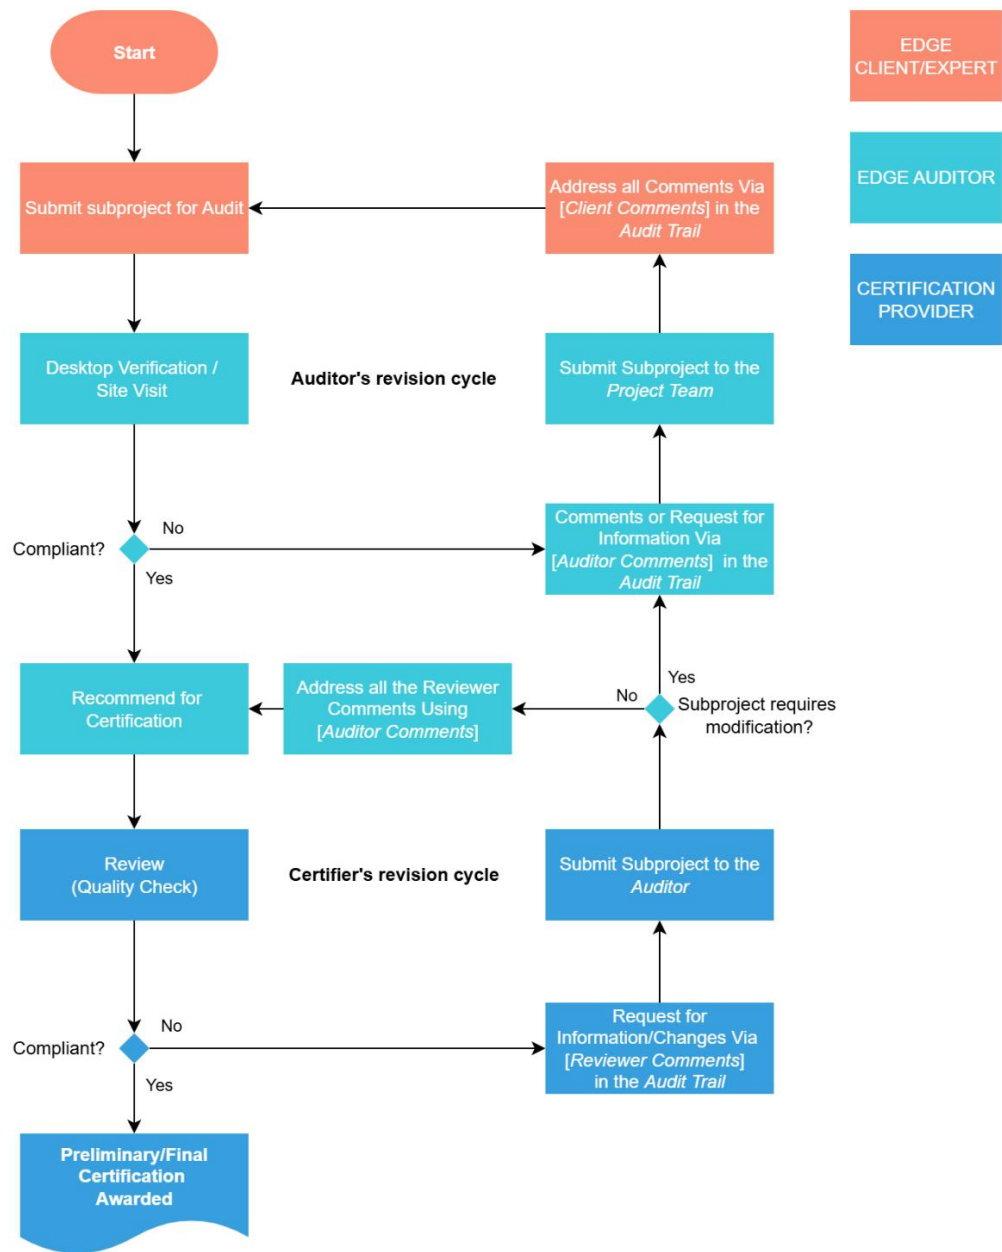 Start
EDGE
CLIENT/EXPERT
Submit subproject for Audit
Address all Comments Via
[Client Comments] in the
Audit Trail
EDGE AUDITOR
CERTIFICATION
PROVIDER
Desktop Verification /
Site Visit
Auditor's revision cycle
Submit Subproject to the
Project Team
Compliant?
No
Yes
Comments or Request for
Information Via
[Auditor Comments] in the
Audit Trail
Recommend for
Certification
Address all the Reviewer
Comments Using
[Auditor Comments]
No
Yes
Subproject requires
modification?
Review
(Quality Check)
Certifier's revision cycle
Submit Subproject to the
Auditor
Compliant?
No
Yes
Request for
Information/Changes Via
[Reviewer Comments]
in the Audit Trail
Preliminary/Final
Certification
Awarded